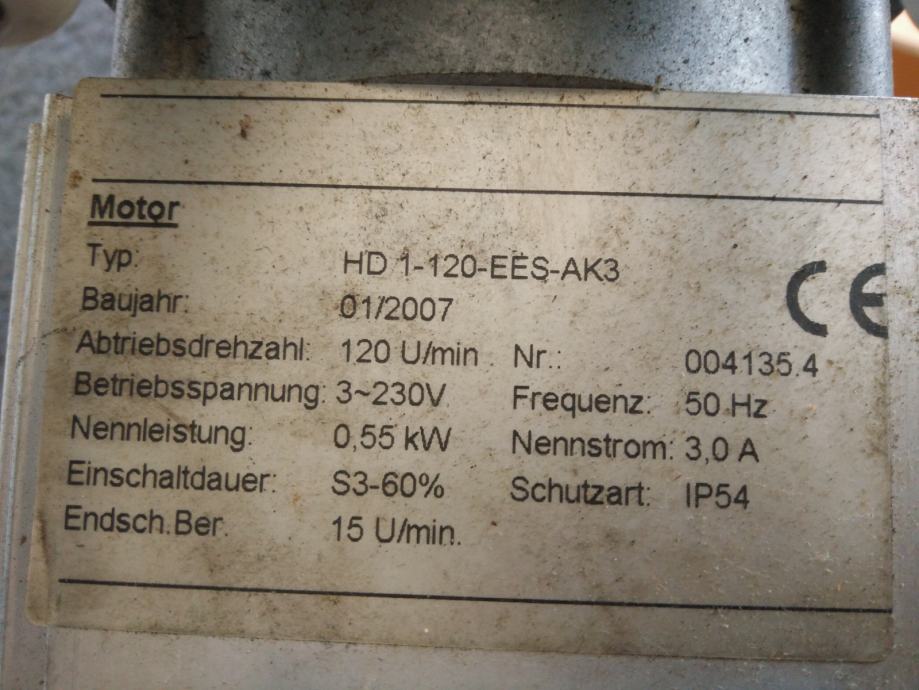 Motor
Typ: HD 1-120-EES-AK3
CE
Baujahr: 01/2007
Abtriebsdrehzahl: 120 U/min Nr.: 004135.4
Betriebsspannung: 3~230V Frequenz: 50 Hz
Nennleistung: 0,55 kW Nennstrom: 3,0 A
Einschaltdauer: S3-60% Schutzart: IP54
Endsch.Ber. 15 U/min.